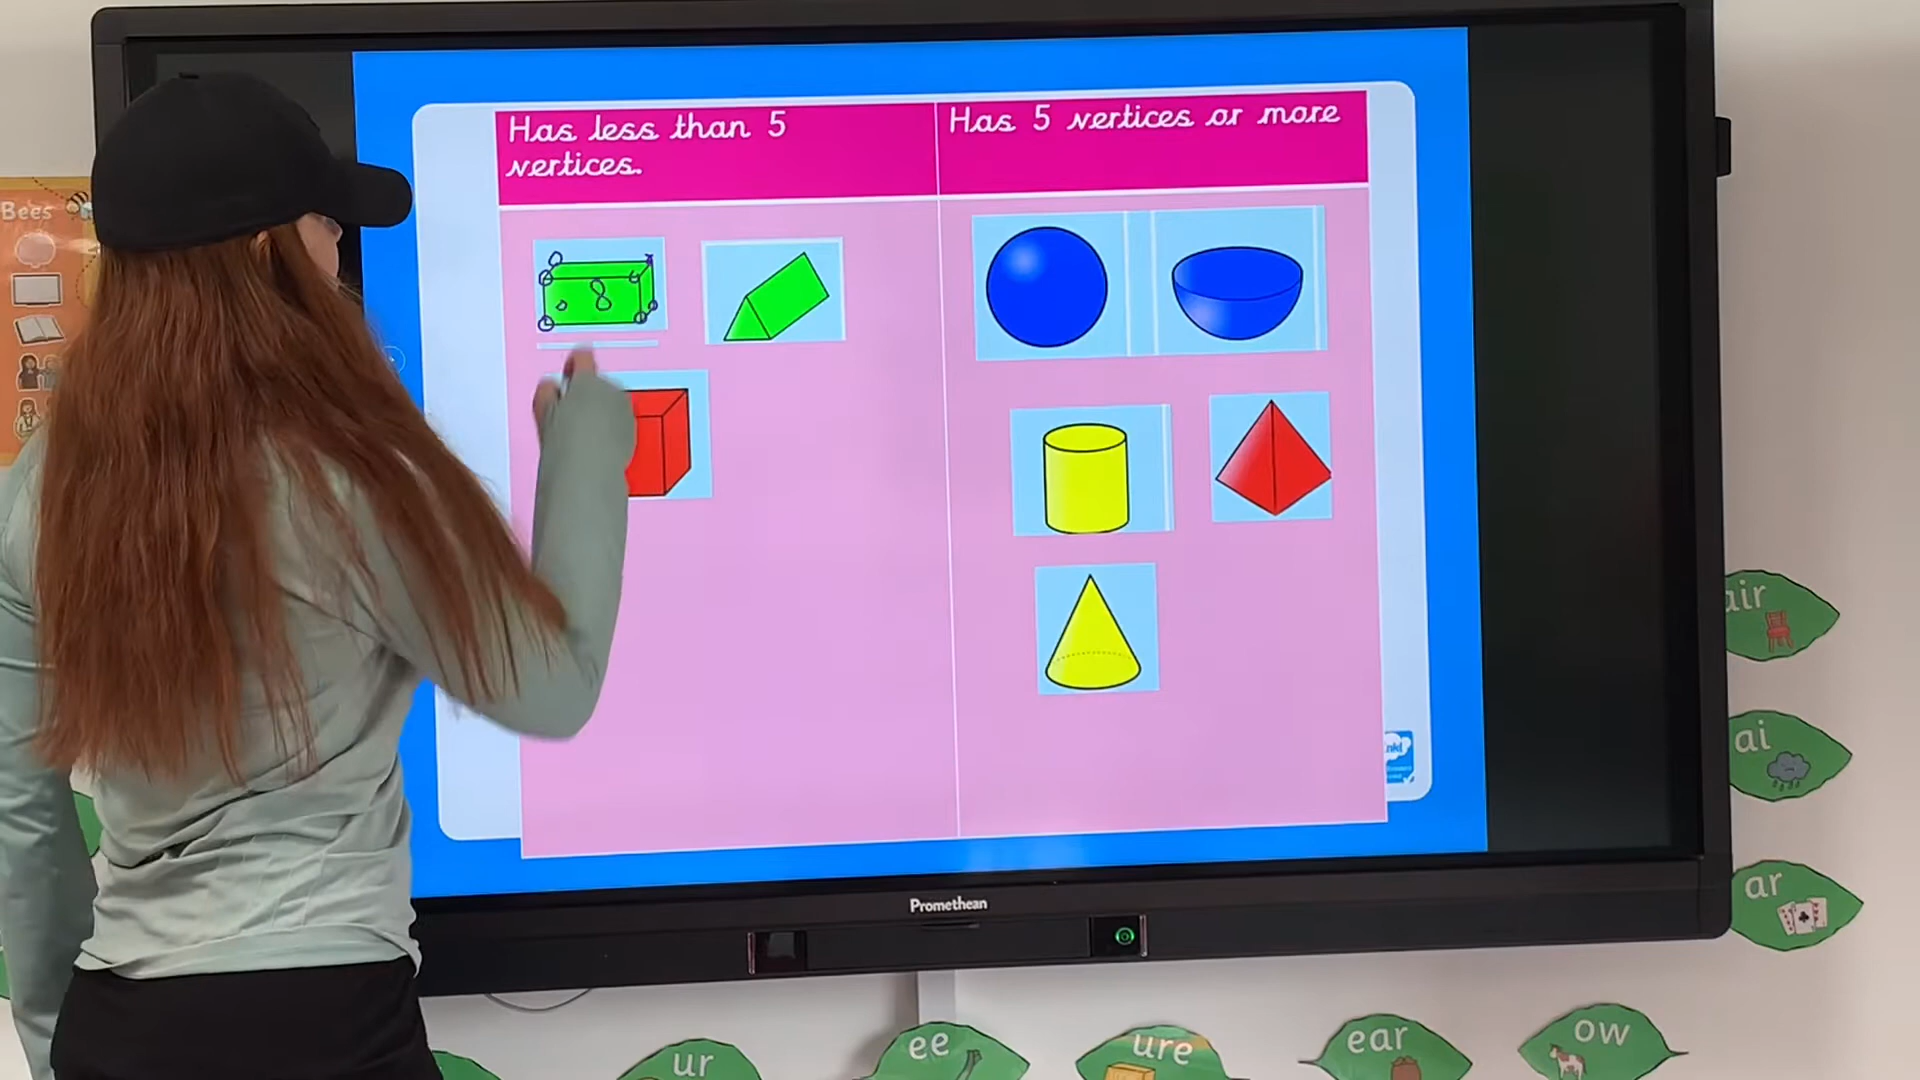 Has less than 5
vertices.
Has 5 vertices or more
8
Bees
air
ai
ar
Promethean
ur
ee
ure
ear
ow